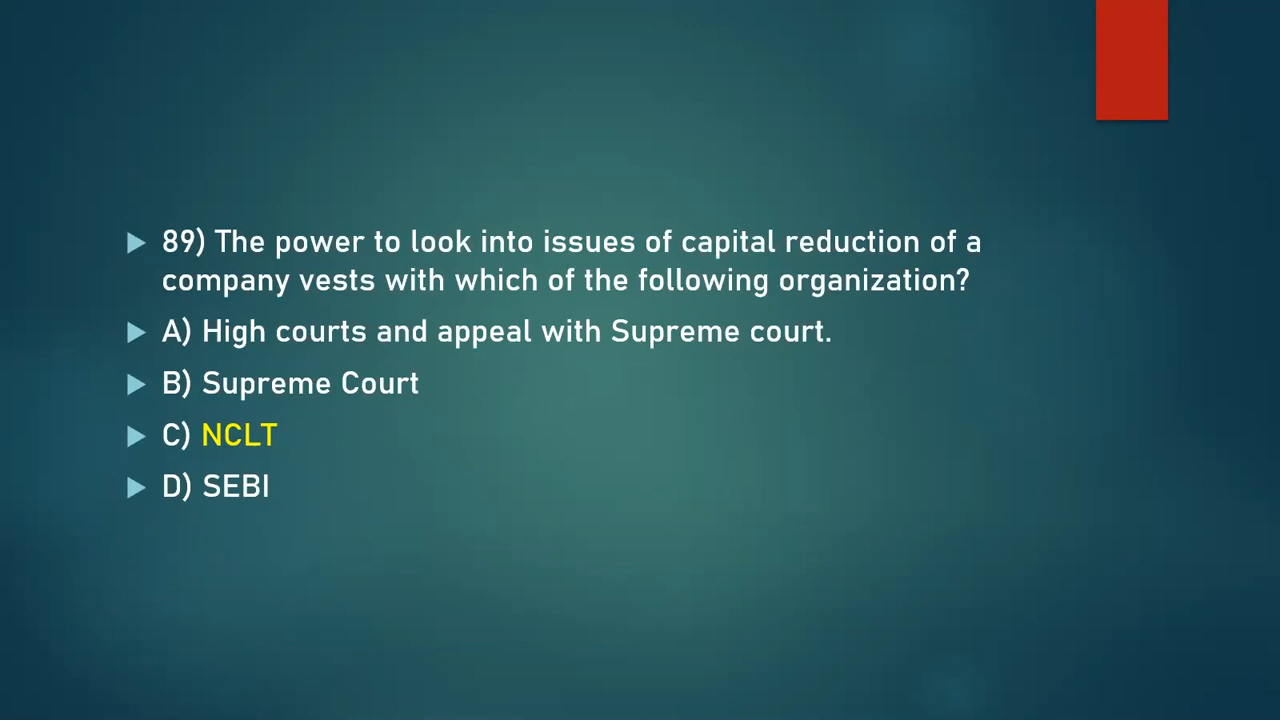 89) The power to look into issues of capital reduction of a
company vests with which of the following organization?
A) High courts and appeal with Supreme court.
B) Supreme Court
C) NCLT
D) SEBI